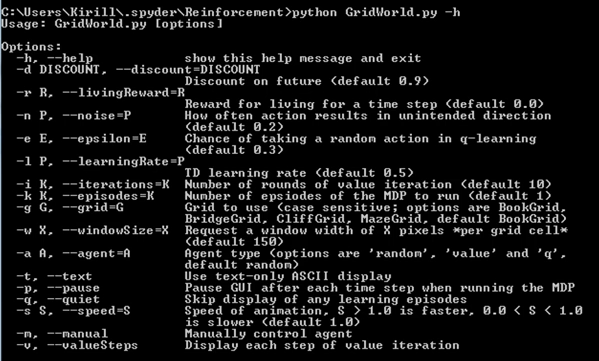 C:\Users\Kirill\.spyder\Reinforcement>python GridWorld.py -h
Usage: GridWorld.py [options]
Options:
-h, --help show this help message and exit
-d DISCOUNT, --discount=DISCOUNT
Discount on future (default 0.9)
-r R, --livingReward=R
Reward for living for a time step (default 0.0)
-n P, --noise=P How often action results in unintended direction
(default 0.2)
-e E, --epsilon=E Chance of taking a random action in q-learning
(default 0.3)
-l P, --learningRate=P
TD learning rate (default 0.5)
-i K, --iterations=K Number of rounds of value iteration (default 10)
-k K, --episodes=K Number of epsiodes of the MDP to run (default 1)
-g G, --grid=G Grid to use (case sensitive; options are BookGrid,
BridgeGrid, CliffGrid, MazeGrid, default BookGrid)
-w X, --windowSize=X Request a window width of X pixels *per grid cell*
(default 150)
-a A, --agent=A Agent type (options are 'random', 'value' and 'q',
default random)
-t, --text Use text-only ASCII display
-p, --pause Pause GUI after each time step when running the MDP
-q, --quiet Skip display of any learning episodes
-s S, --speed=S Speed of animation, S > 1.0 is faster, 0.0 < S < 1.0
is slower (default 1.0)
-m, --manual Manually control agent
-v, --valueSteps Display each step of value iteration